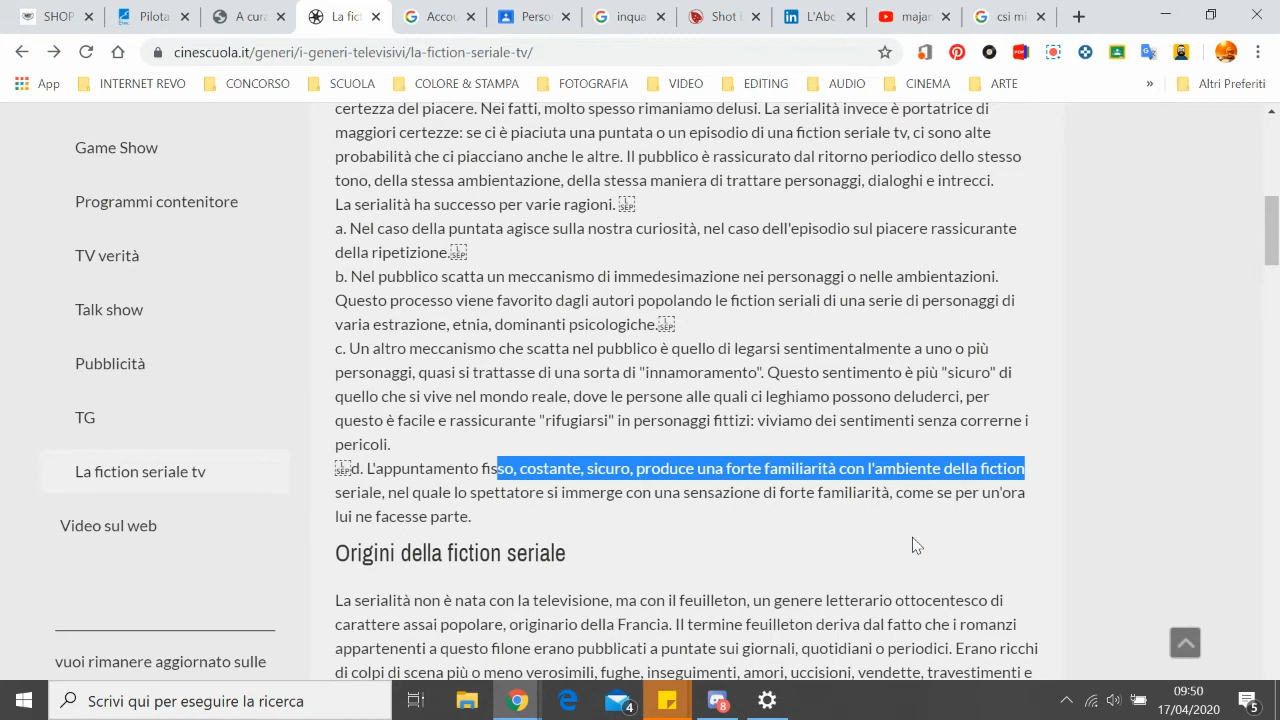 SHOP
Pilota
A cura
La fict
Accou
Perso
inqua
Shot
L'Abc
majan
csi mi
cinescuola.it/generi/i-generi-televisivi/la-fiction-seriale-tv/
App INTERNET REVO CONCORSO SCUOLA COLORE & STAMPA FOTOGRAFIA VIDEO EDITING AUDIO CINEMA ARTE » Altri Preferiti
Game Show
Programmi contenitore
TV verità
Talk show
Pubblicità
TG
La fiction seriale tv
Video sul web
vuoi rimanere aggiornato sulle
certezza del piacere. Nei fatti, molto spesso rimaniamo delusi. La serialità invece è portatrice di
maggiori certezze: se ci è piaciuta una puntata o un episodio di una fiction seriale tv, ci sono alte
probabilità che ci piacciano anche le altre. Il pubblico è rassicurato dal ritorno periodico dello stesso
tono, della stessa ambientazione, della stessa maniera di trattare personaggi, dialoghi e intrecci.
La serialità ha successo per varie ragioni.
a. Nel caso della puntata agisce sulla nostra curiosità, nel caso dell'episodio sul piacere rassicurante
della ripetizione.
b. Nel pubblico scatta un meccanismo di immedesimazione nei personaggi o nelle ambientazioni.
Questo processo viene favorito dagli autori popolando le fiction seriali di una serie di personaggi di
varia estrazione, etnia, dominanti psicologiche.
c. Un altro meccanismo che scatta nel pubblico è quello di legarsi sentimentalmente a uno o più
personaggi, quasi si trattasse di una sorta di "innamoramento". Questo sentimento è più "sicuro" di
quello che si vive nel mondo reale, dove le persone alle quali ci leghiamo possono deluderci, per
questo è facile e rassicurante "rifugiarsi" in personaggi fittizi: viviamo dei sentimenti senza correrne i
pericoli.
d. L'appuntamento fisso, costante, sicuro, produce una forte familiarità con l'ambiente della fiction
seriale, nel quale lo spettatore si immerge con una sensazione di forte familiarità, come se per un'ora
lui ne facesse parte.
Origini della fiction seriale
La serialità non è nata con la televisione, ma con il feuilleton, un genere letterario ottocentesco di
carattere assai popolare, originario della Francia. Il termine feuilleton deriva dal fatto che i romanzi
appartenenti a questo filone erano pubblicati a puntate sui giornali, quotidiani o periodici. Erano ricchi
di colpi di scena più o meno verosimili, fughe, inseguimenti, amori, uccisioni, vendette, travestimenti e
Scrivi qui per eseguire la ricerca
4
8
09:50
17/04/2020
5